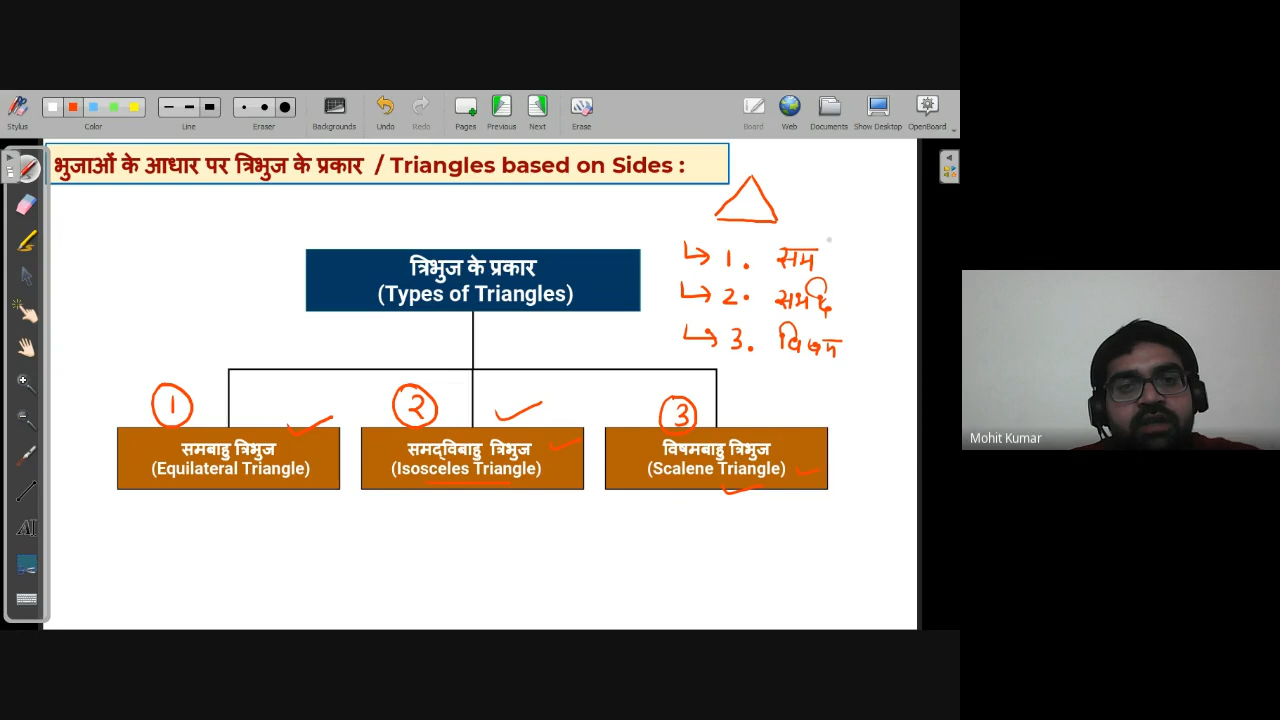 Stylus
Color
Line
Eraser
Backgrounds
Undo
Redo
Pages
Previous
Next
Erase
Board
Web
Documents
Show Desktop
OpenBoard
भुजाओं के आधार पर त्रिभुज के प्रकार / Triangles based on Sides :
त्रिभुज के प्रकार
(Types of Triangles)
1. सम
2. समद्वि
3. विषम
1
2
3
समबाहु त्रिभुज
(Equilateral Triangle)
समद्विबाहु त्रिभुज
(Isosceles Triangle)
विषमबाहु त्रिभुज
(Scalene Triangle)
Mohit Kumar